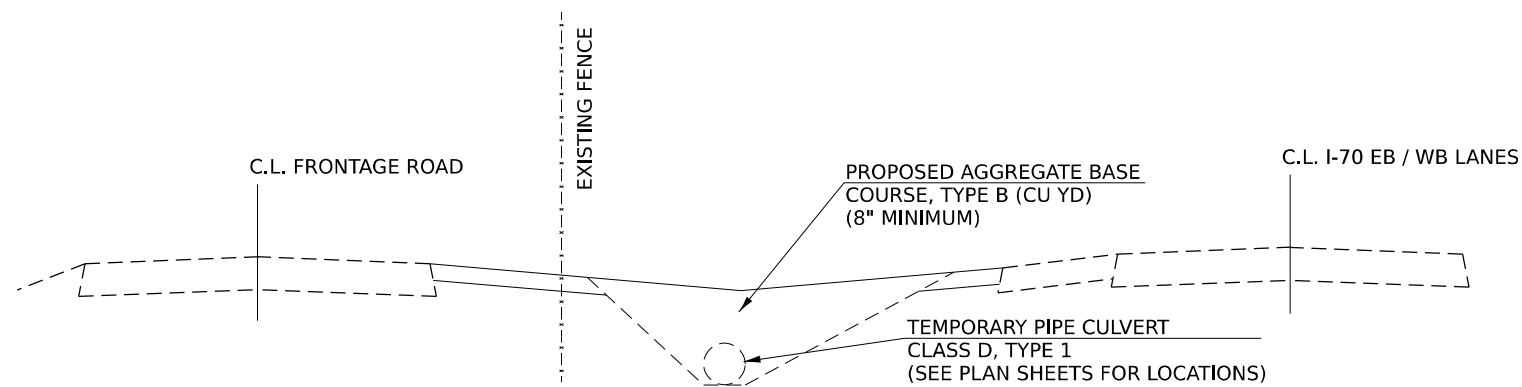 EXISTING FENCE
C.L. FRONTAGE ROAD
C.L. I-70 EB / WB LANES
PROPOSED AGGREGATE BASE
COURSE, TYPE B (CU YD)
(8" MINIMUM)
TEMPORARY PIPE CULVERT
CLASS D, TYPE 1
(SEE PLAN SHEETS FOR LOCATIONS)